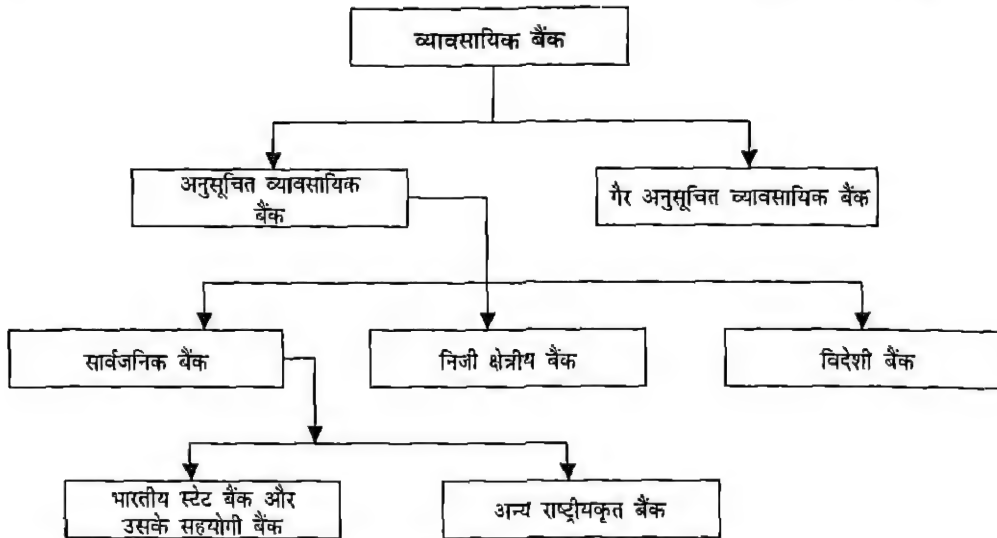 व्यावसायिक बैंक
अनुसूचित व्यावसायिक
बैंक
गैर अनुसूचित व्यावसायिक बैंक
सार्वजनिक बैंक
निजी क्षेत्रीय बैंक
विदेशी बैंक
भारतीय स्टेट बैंक और
उसके सहयोगी बैंक
अन्य राष्ट्रीयकृत बैंक